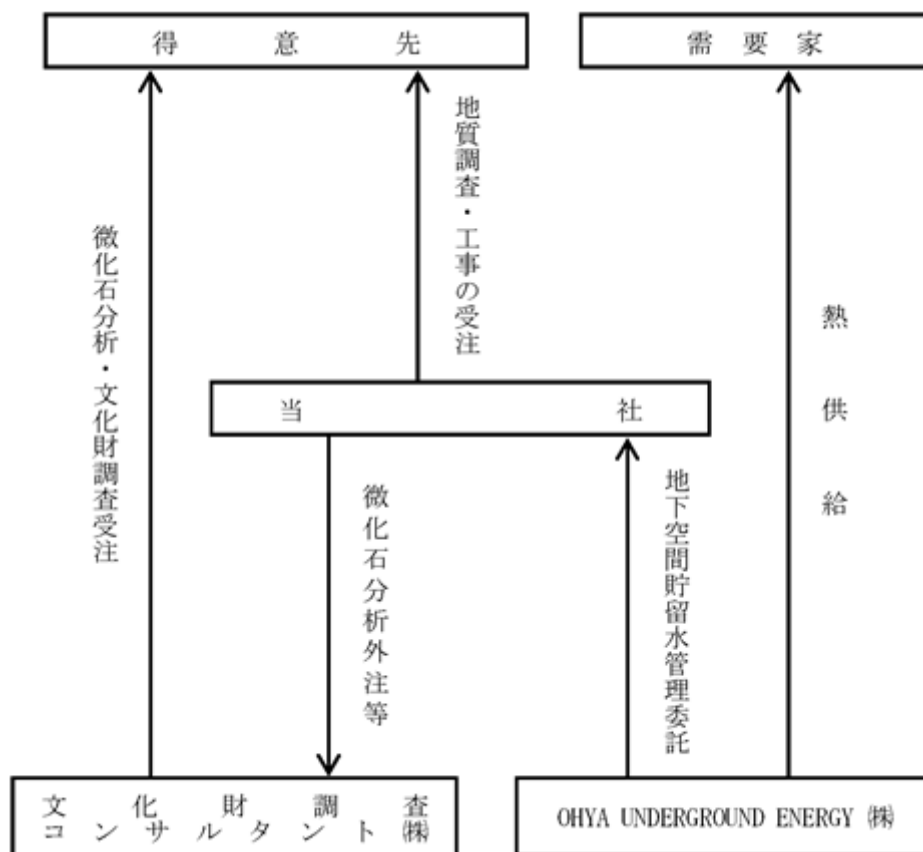 得意先
需要家
微化石分析・文化財調査受注
地質調査・工事の受注
熱供給
当社
微化石分析外注等
地下空間貯留水管理委託
文化財調査
コンサルタント㈱
OHYA UNDERGROUND ENERGY ㈱